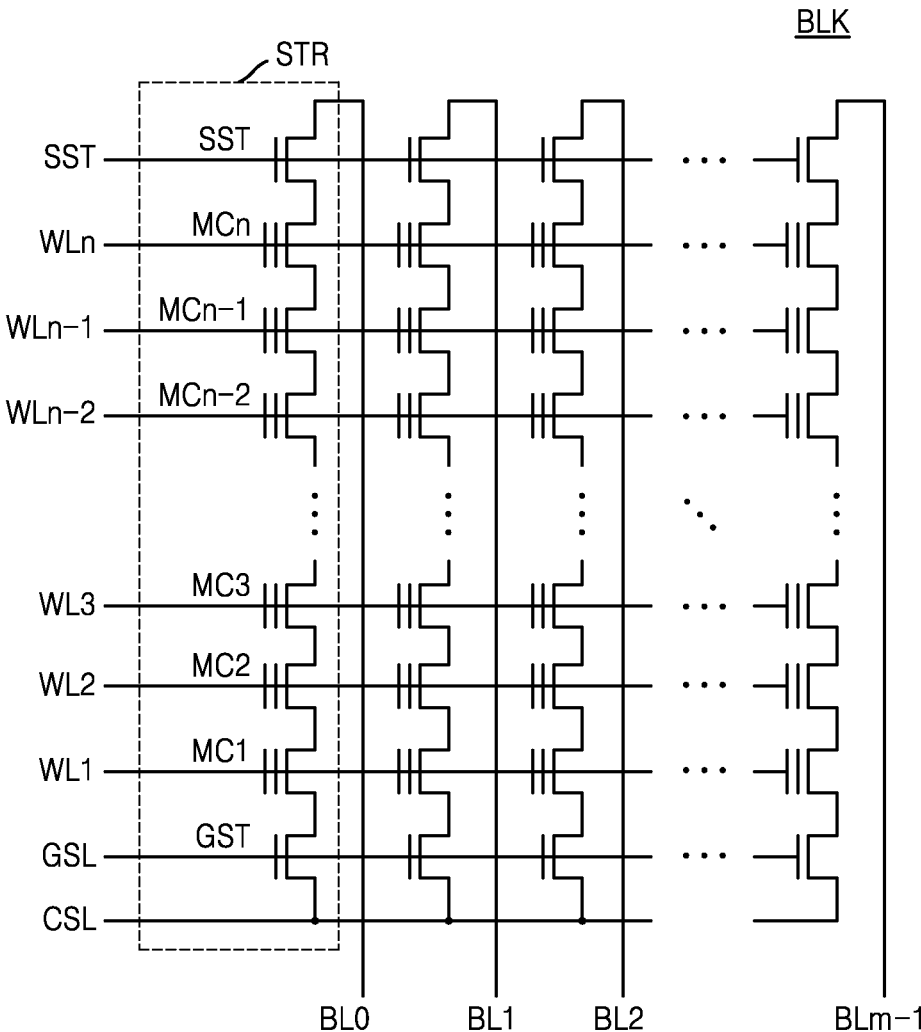 BLK
STR
SST SST
WLn MCn
WLn-1 MCn-1
WLn-2 MCn-2
WL3 MC3
WL2 MC2
WL1 MC1
GSL GST
CSL
BL0 BL1 BL2 BLm-1